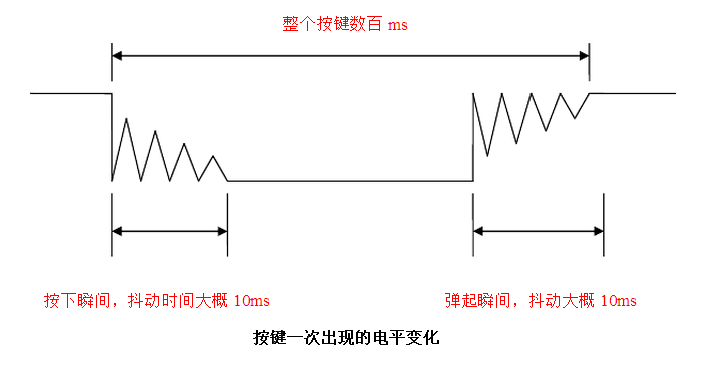 整个按键数百 ms
按下瞬间，抖动时间大概 10ms
弹起瞬间，抖动大概 10ms
按键一次出现的电平变化